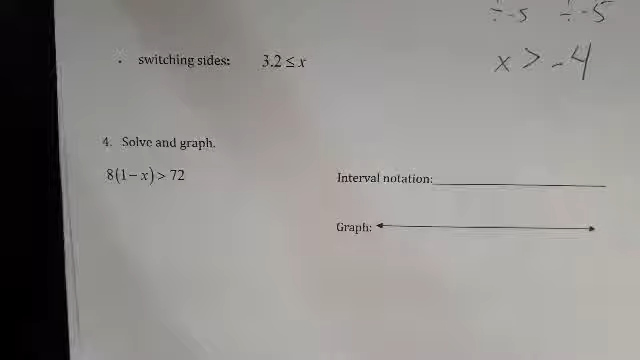 ÷ -5 ÷ -5
• switching sides: 3.2 ≤ x
x > -4
4. Solve and graph.
8(1 − x) > 72
Interval notation:
Graph: